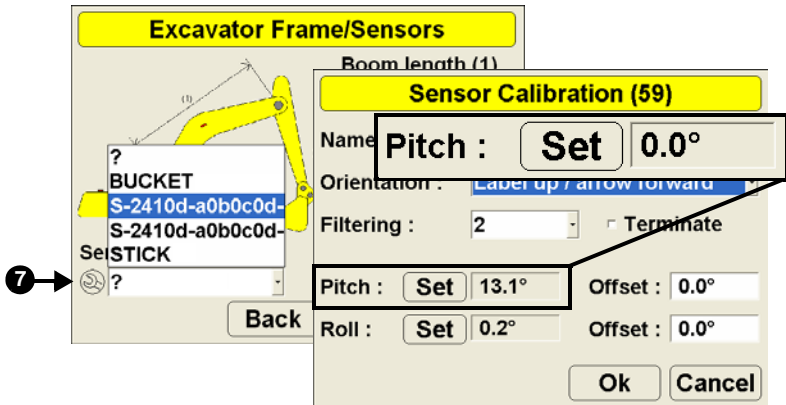 Excavator Frame/Sensors
Boom length (1)
(1)
?
BUCKET
S-2410d-a0b0c0d-
S-2410d-a0b0c0d-
STICK
7
?
Back
Sensor Calibration (59)
Name
Pitch : Set 0.0°
Orientation : Label up / arrow forward
Filtering : 2 Terminate
Pitch : Set 13.1° Offset : 0.0°
Roll : Set 0.2° Offset : 0.0°
Ok Cancel